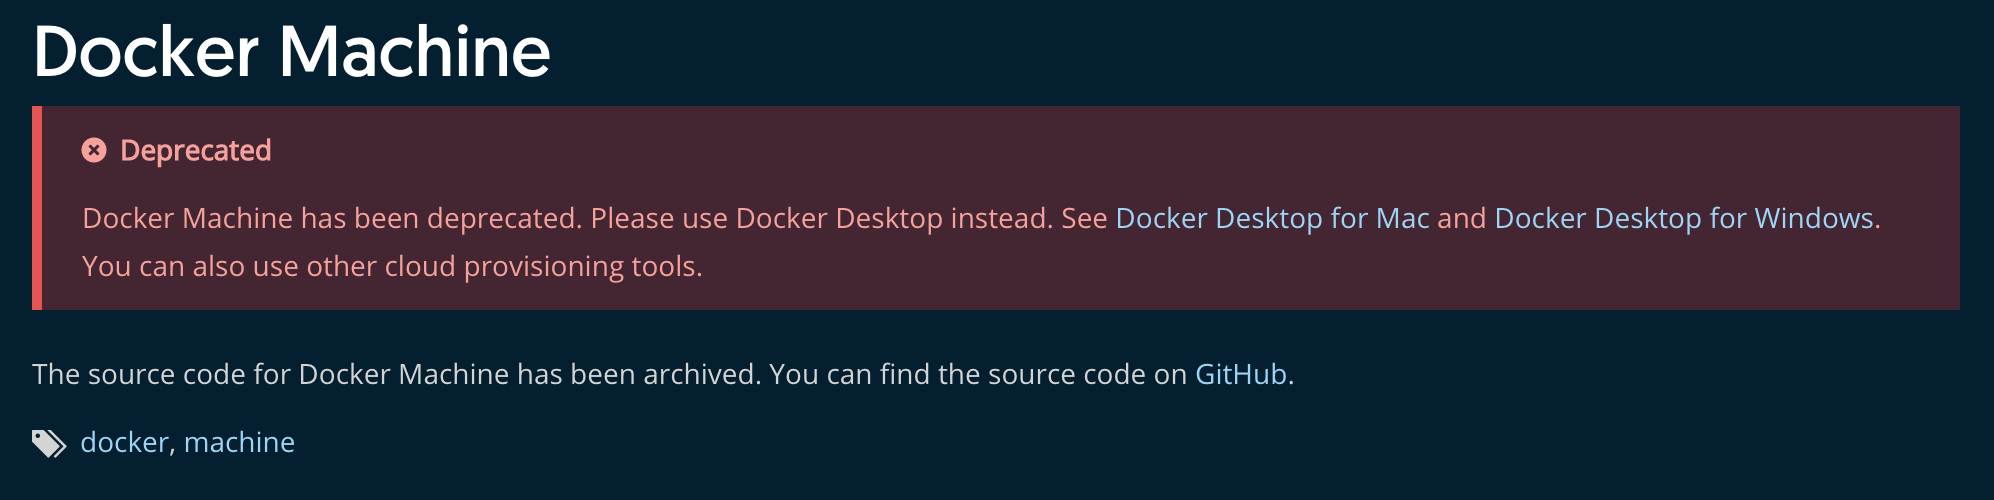 Docker Machine
Deprecated
Docker Machine has been deprecated. Please use Docker Desktop instead. See Docker Desktop for Mac and Docker Desktop for Windows.
You can also use other cloud provisioning tools.
The source code for Docker Machine has been archived. You can find the source code on GitHub.
docker, machine